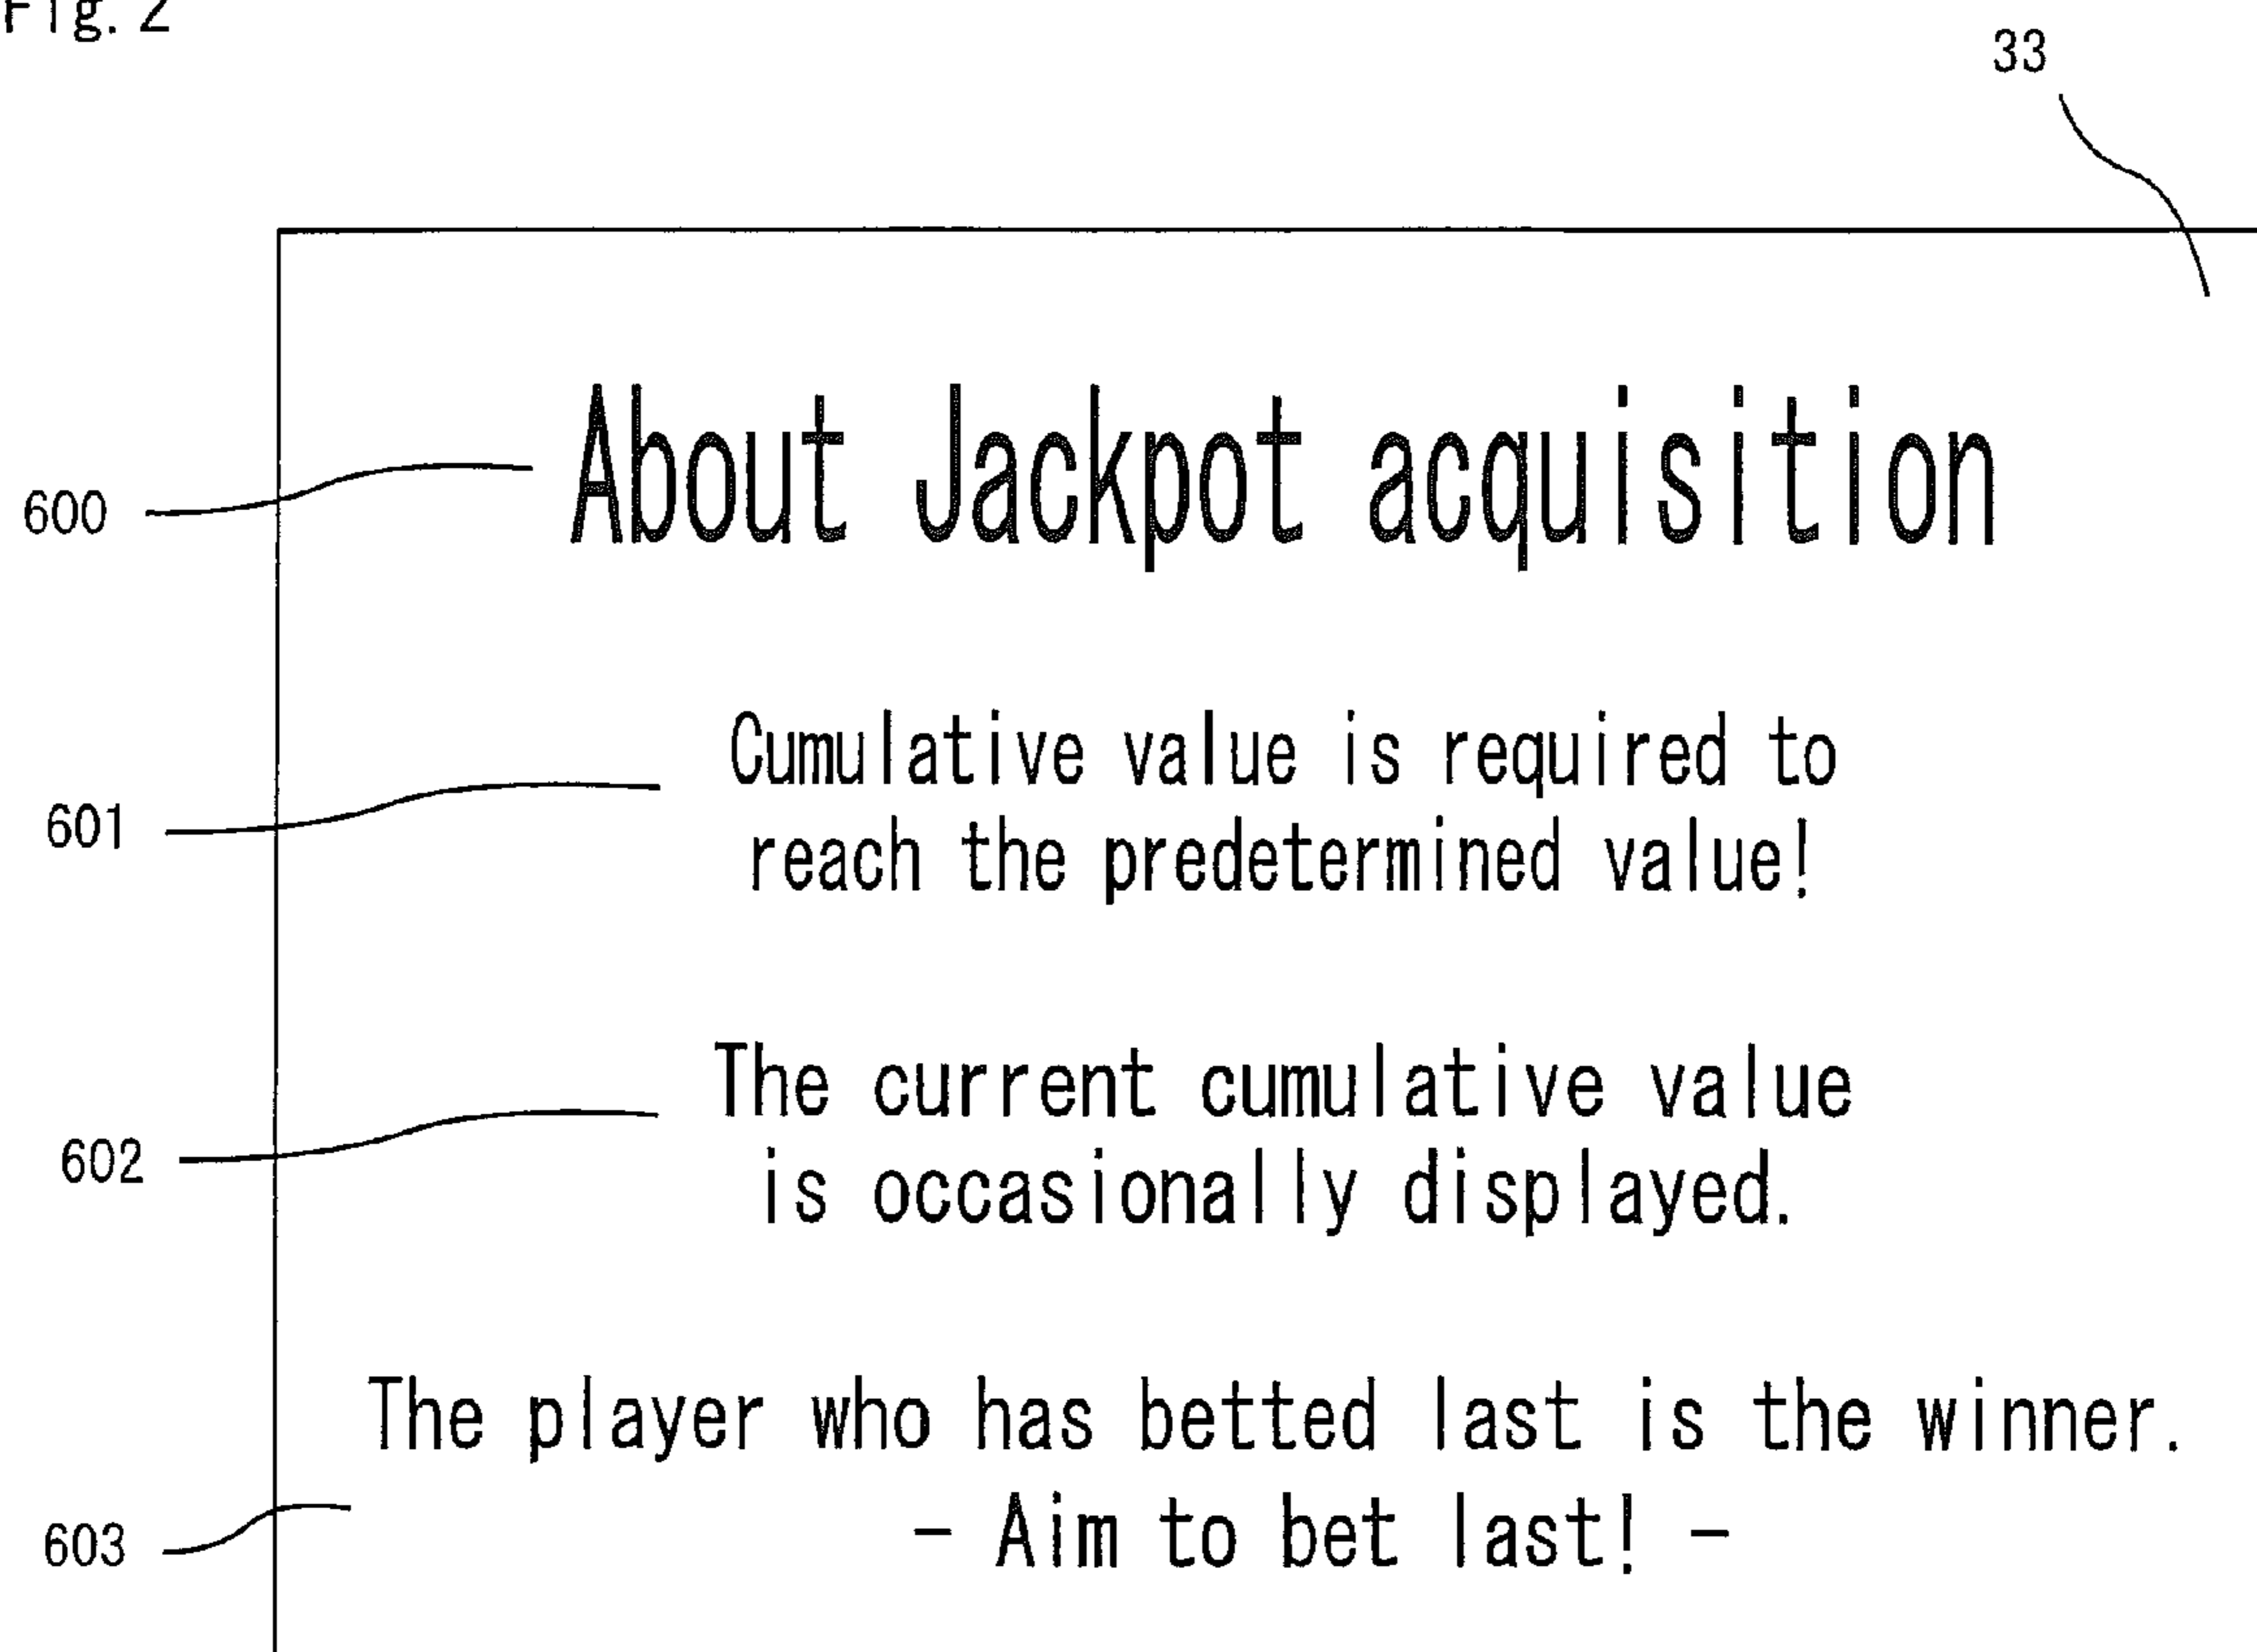 Fig. 2
33
About Jackpot acquisition
600
Cumulative value is required to
601
reach the predetermined value!
The current cumulative value
602
is occasionally displayed.
The player who has betted last is the winner.
603
- Aim to bet last! -